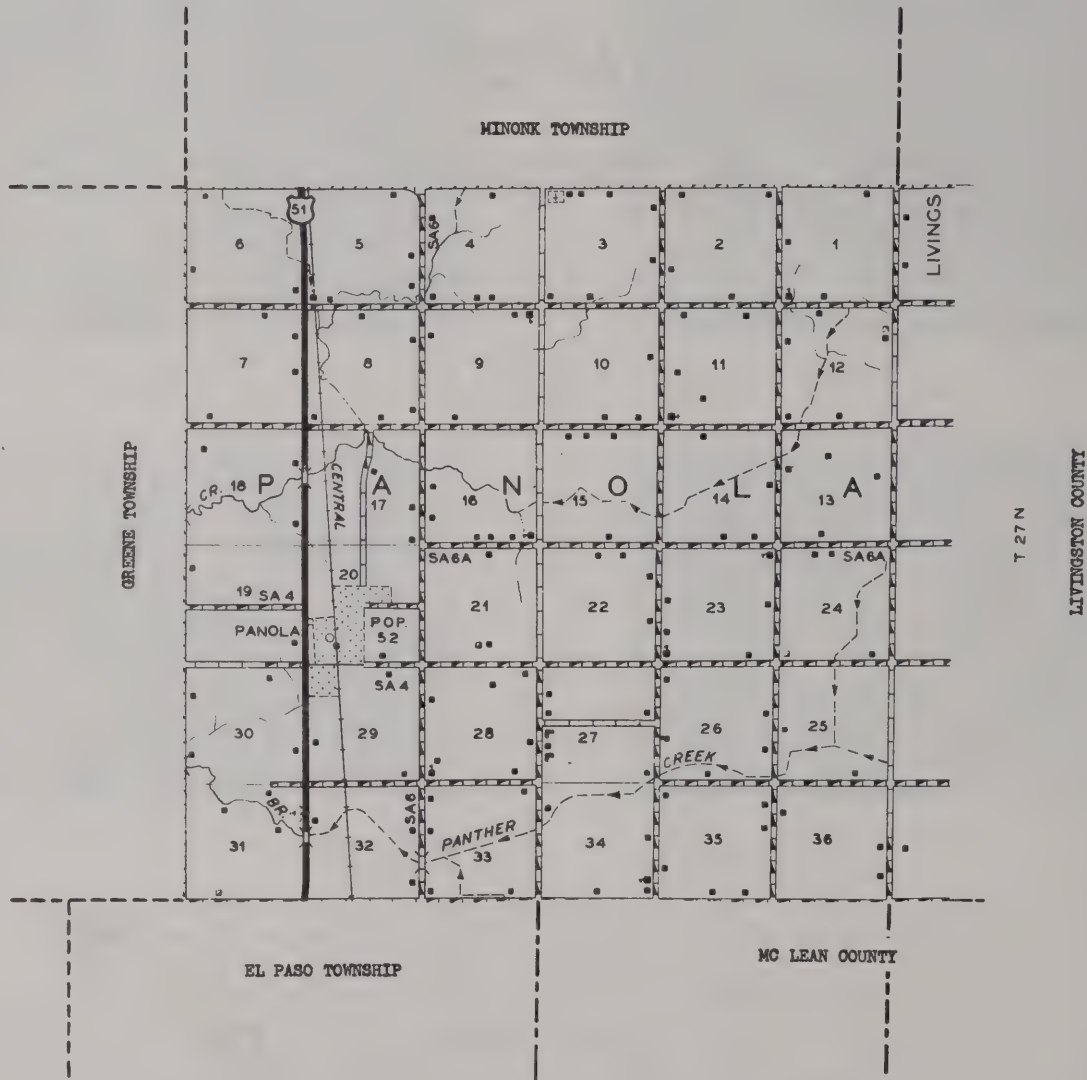 MINONK TOWNSHIP
51
6
5
SA6B
4
3
2
1
LIVINGS
7
8
9
10
11
12
GREENE TOWNSHIP
CR.
18
P A N O L A
CENTRAL
17
16
15
14
13
T 27 N
LIVINGSTON COUNTY
SA6A
SA6A
19 SA 4
20
21
22
23
24
PANOLA
POP. 52
SA 4
30
29
28
27
26
25
CREEK
BR.
SA6
PANTHER
31
32
33
34
35
36
EL PASO TOWNSHIP
MC LEAN COUNTY